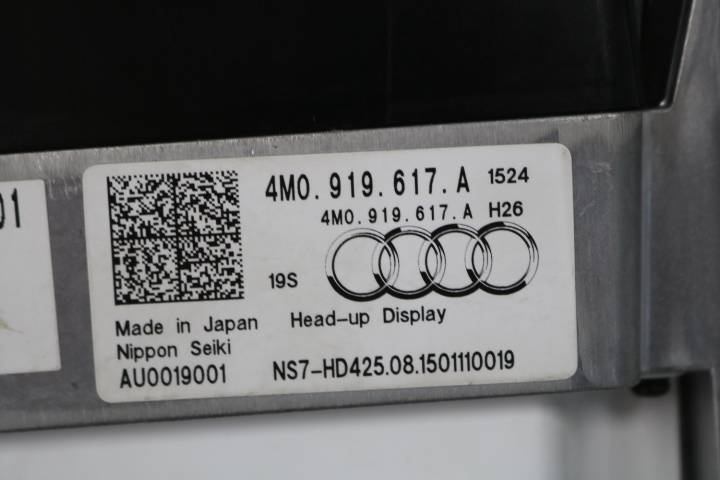 01
4M0.919.617.A 1524
4M0.919.617.A H26
19S
Made in Japan Head-up Display
Nippon Seiki
AU0019001 NS7-HD425.08.1501110019